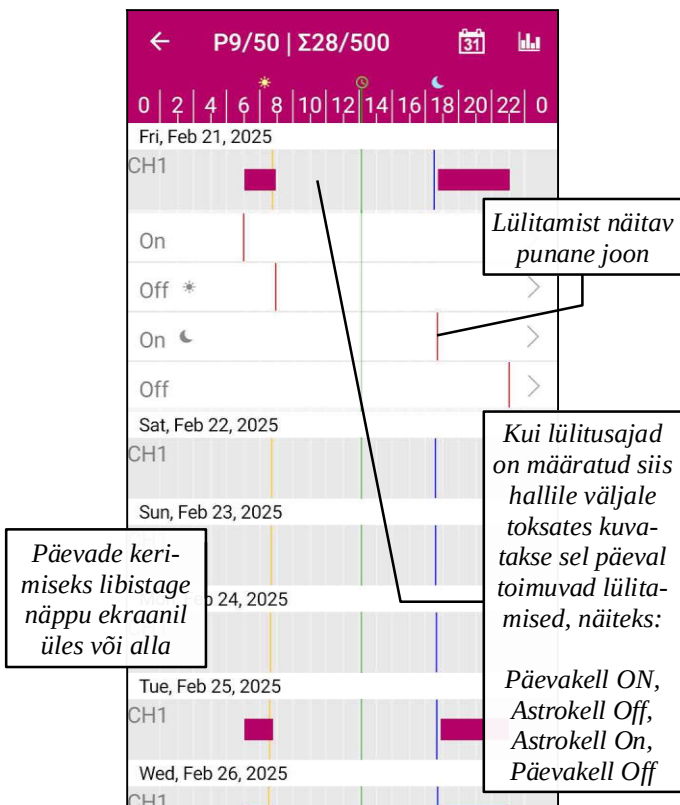 P9/50 | Σ28/500
31
0 2 4 6 8 10 12 14 16 18 20 22 0
Fri, Feb 21, 2025
CH1
On
Off
On
Off
Lülitamist näitav
punane joon
Sat, Feb 22, 2025
CH1
Sun, Feb 23, 2025
Päevade keri-
miseks libistage
näppu ekraanil
üles või alla
24, 2025
Kui lülitusajad
on määratud siis
hallile väljale
toksates kuva-
takse sel päeval
toimuvad lülita-
mised, näiteks:
Päevakell ON,
Astrokell Off,
Astrokell On,
Päevakell Off
Tue, Feb 25, 2025
CH1
Wed, Feb 26, 2025
CH1